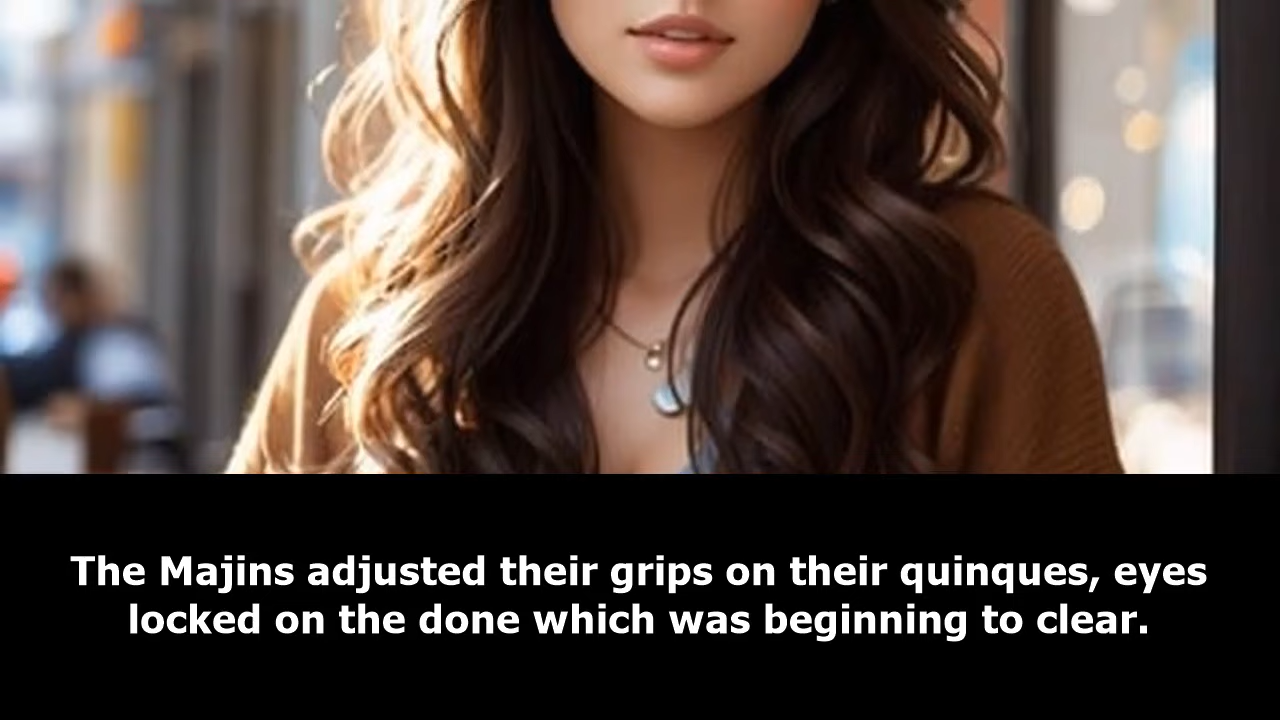 The Majins adjusted their grips on their quinques, eyes
locked on the done which was beginning to clear.